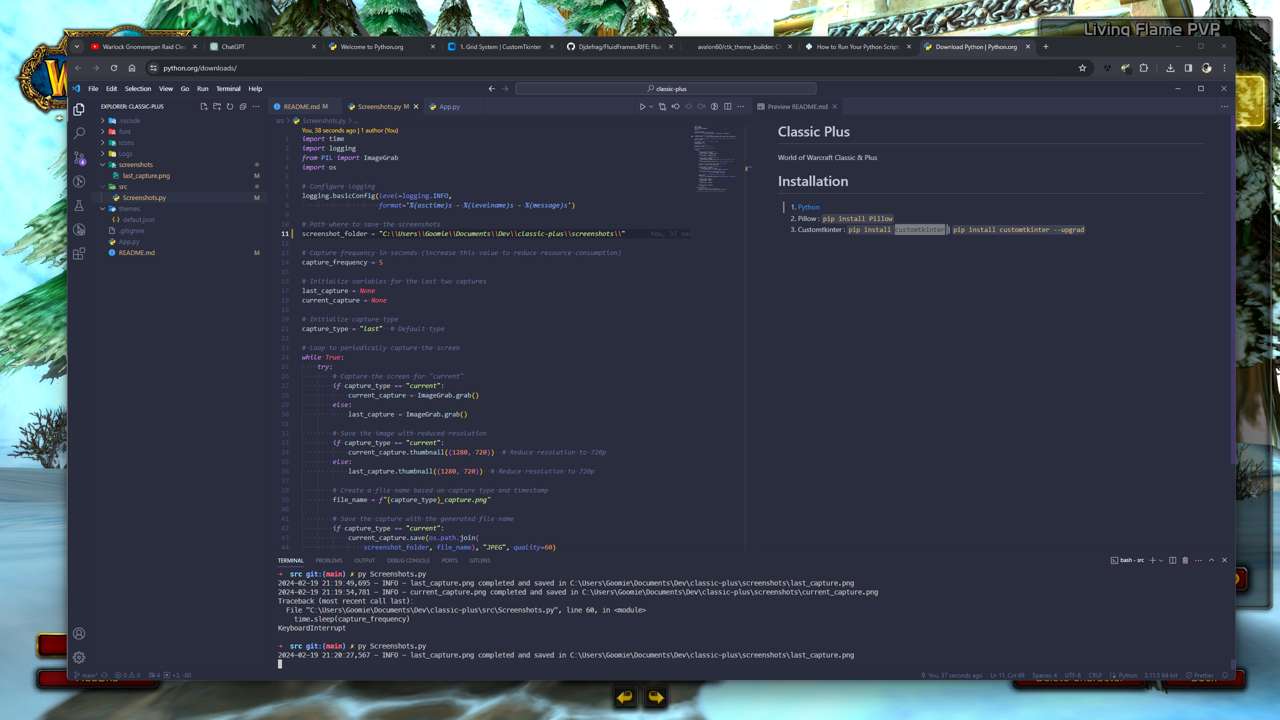 Living Flame PVP
Warlock Gnomeregan Raid Cla
ChatGPT
Welcome to Python.org
1. Grid System | CustomTkinter
Djdefrag/FluidFrames.RIFE: Flui
avalon60/ctk_theme_builder: C
How to Run Your Python Script
Download Python | Python.org
python.org/downloads/
File Edit Selection View Go Run Terminal Help
classic-plus
EXPLORER: CLASSIC-PLUS
README.md M
Screenshots.py M
App.py
Preview README.md
.vscode
font
icons
Logs
screenshots
last_capture.png M
src
Screenshots.py M
themes
default.json
.gitignore
App.py
README.md M
src > Screenshots.py > ...
You, 38 seconds ago | 1 author (You)
import time
import logging
from PIL import ImageGrab
import os
# Configure logging
logging.basicConfig(level=logging.INFO,
format='%(asctime)s - %(levelname)s - %(message)s')
# Path where to save the screenshots
11 screenshot_folder = "C:\\Users\\Goomie\\Documents\\Dev\\classic-plus\\screenshots\\"
# Capture frequency in seconds (increase this value to reduce resource consumption)
capture_frequency = 5
# Initialize variables for the last two captures
last_capture = None
current_capture = None
# Initialize capture type
capture_type = "last" # Default type
# Loop to periodically capture the screen
while True:
try:
# Capture the screen for "current"
if capture_type == "current":
current_capture = ImageGrab.grab()
else:
last_capture = ImageGrab.grab()
# Save the image with reduced resolution
if capture_type == "current":
current_capture.thumbnail((1280, 720)) # Reduce resolution to 720p
else:
last_capture.thumbnail((1280, 720)) # Reduce resolution to 720p
# Create a file name based on capture type and timestamp
file_name = f"{capture_type}_capture.png"
# Save the capture with the generated file name
if capture_type == "current":
current_capture.save(os.path.join(
screenshot_folder, file_name), "JPEG", quality=60)
Classic Plus
World of Warcraft Classic & Plus
Installation
1. Python
2. Pillow : pip install Pillow
3. Customtkinter : pip install customtkinter | pip install customtkinter --upgrad
TERMINAL PROBLEMS OUTPUT DEBUG CONSOLE PORTS GITLENS
bash - src
→ src git:(main) ✗ py Screenshots.py
2024-02-19 21:19:49,695 - INFO - last_capture.png completed and saved in C:\Users\Goomie\Documents\Dev\classic-plus\screenshots\last_capture.png
2024-02-19 21:19:54,781 - INFO - current_capture.png completed and saved in C:\Users\Goomie\Documents\Dev\classic-plus\screenshots\current_capture.png
Traceback (most recent call last):
File "C:\Users\Goomie\Documents\Dev\classic-plus\src\Screenshots.py", line 60, in <module>
time.sleep(capture_frequency)
KeyboardInterrupt
→ src git:(main) ✗ py Screenshots.py
2024-02-19 21:20:27,567 - INFO - last_capture.png completed and saved in C:\Users\Goomie\Documents\Dev\classic-plus\screenshots\last_capture.png
main*
You, 37 seconds ago
Spaces: 4 UTF-8 CRLF Python 3.11.5 64-bit Prettier